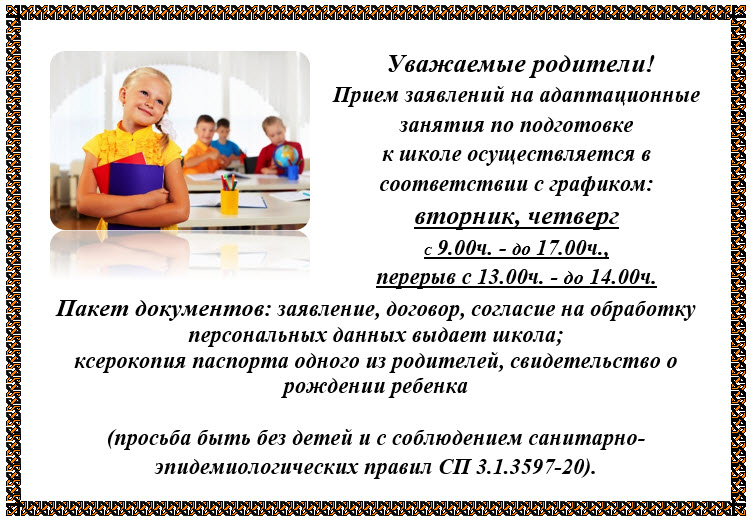 Уважаемые родители!
Прием заявлений на адаптационные
занятия по подготовке
к школе осуществляется в
соответствии с графиком:
вторник, четверг
с 9.00ч. - до 17.00ч.,
перерыв с 13.00ч. - до 14.00ч.
Пакет документов: заявление, договор, согласие на обработку
персональных данных выдает школа;
ксерокопия паспорта одного из родителей, свидетельство о
рождении ребенка
(просьба быть без детей и с соблюдением санитарно-
эпидемиологических правил СП 3.1.3597-20).